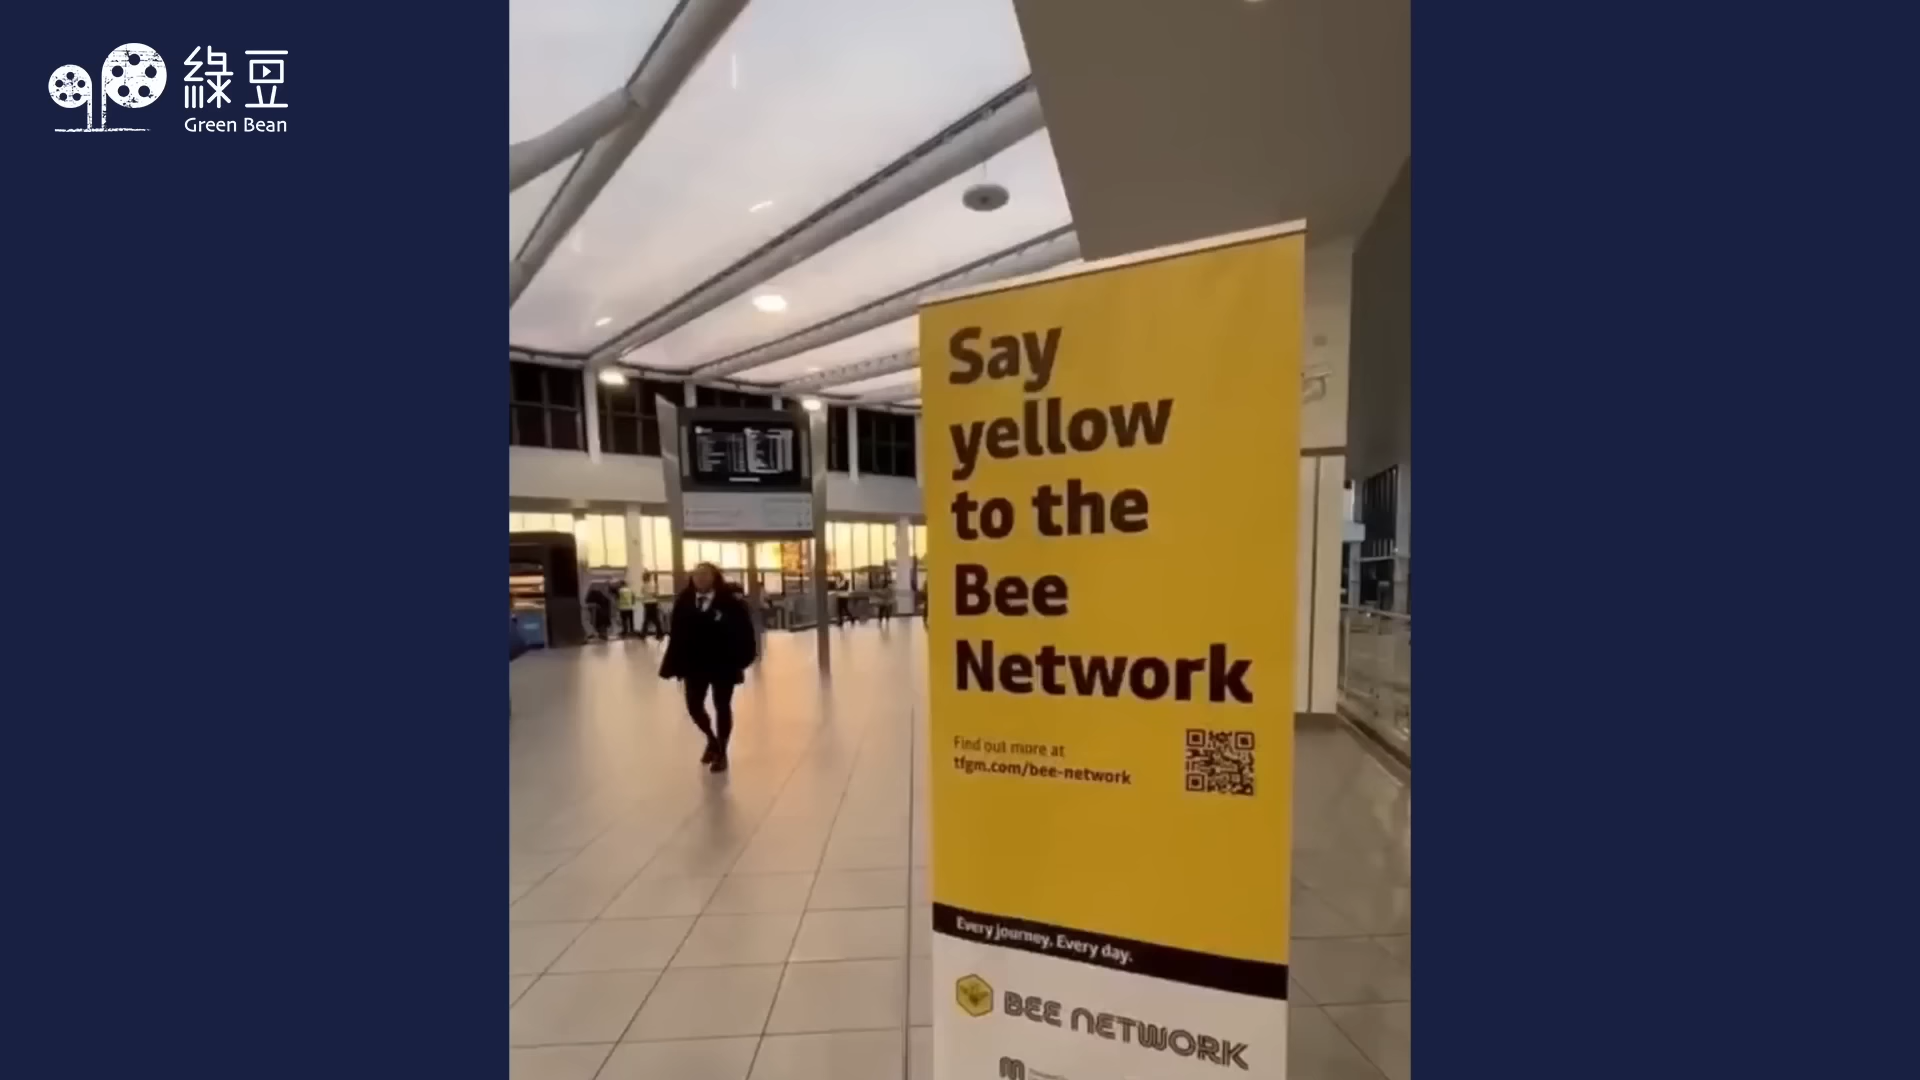 綠豆
Green Bean
Say
yellow
to the
Bee
Network
Find out more at
tfgm.com/bee-network
Every journey. Every day.
BEE NETWORK